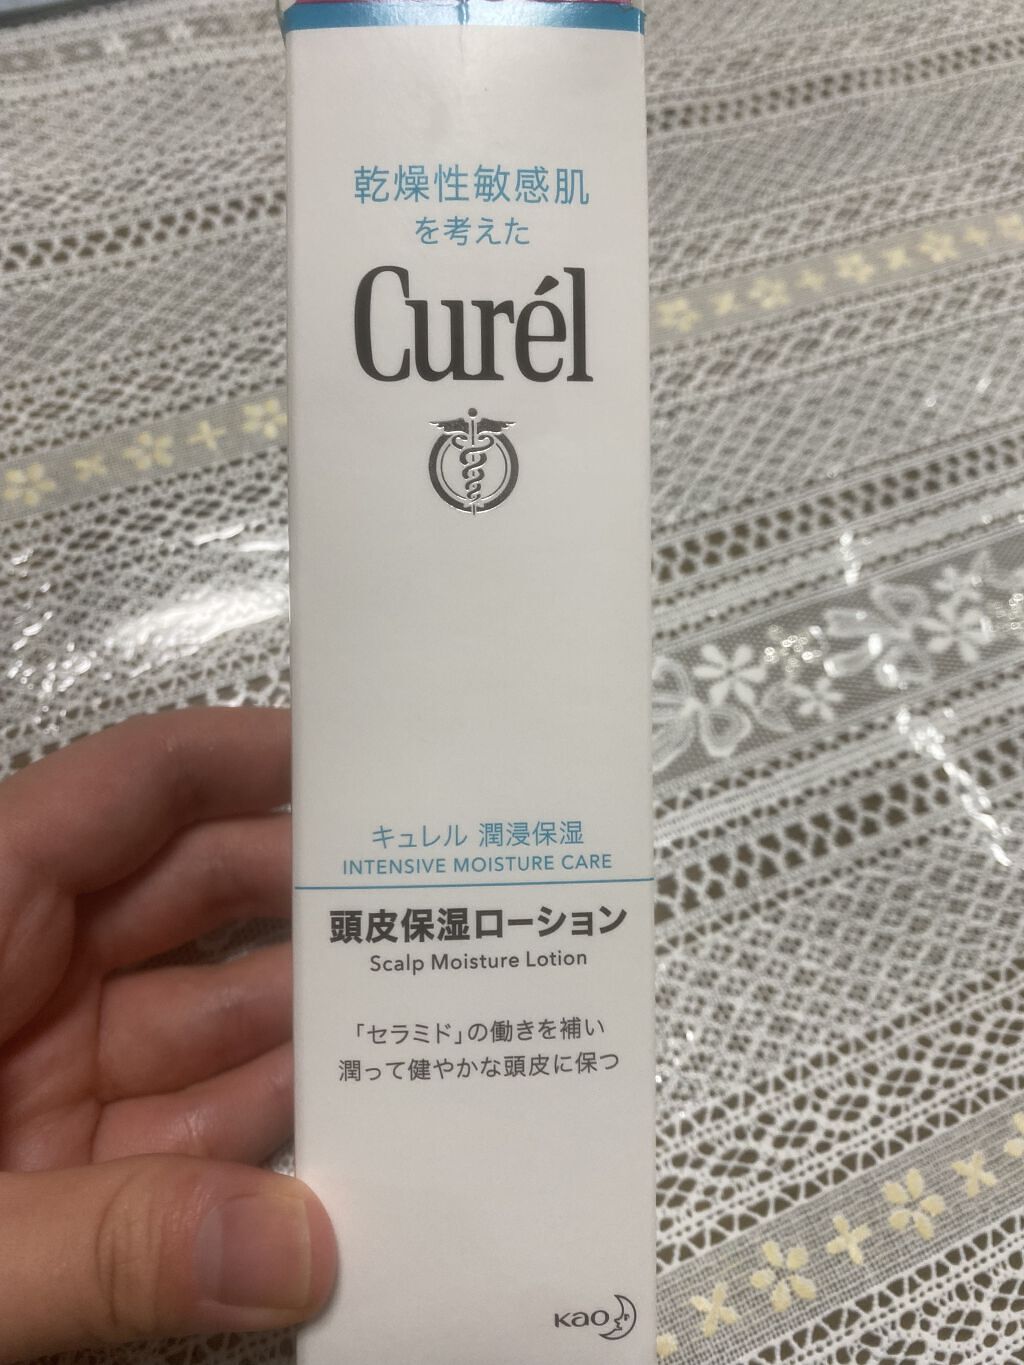 乾燥性敏感肌
を考えた
Curél
キュレル 潤浸保湿
INTENSIVE MOISTURE CARE
頭皮保湿ローション
Scalp Moisture Lotion
「セラミド」の働きを補い
潤って健やかな頭皮に保つ
Kao